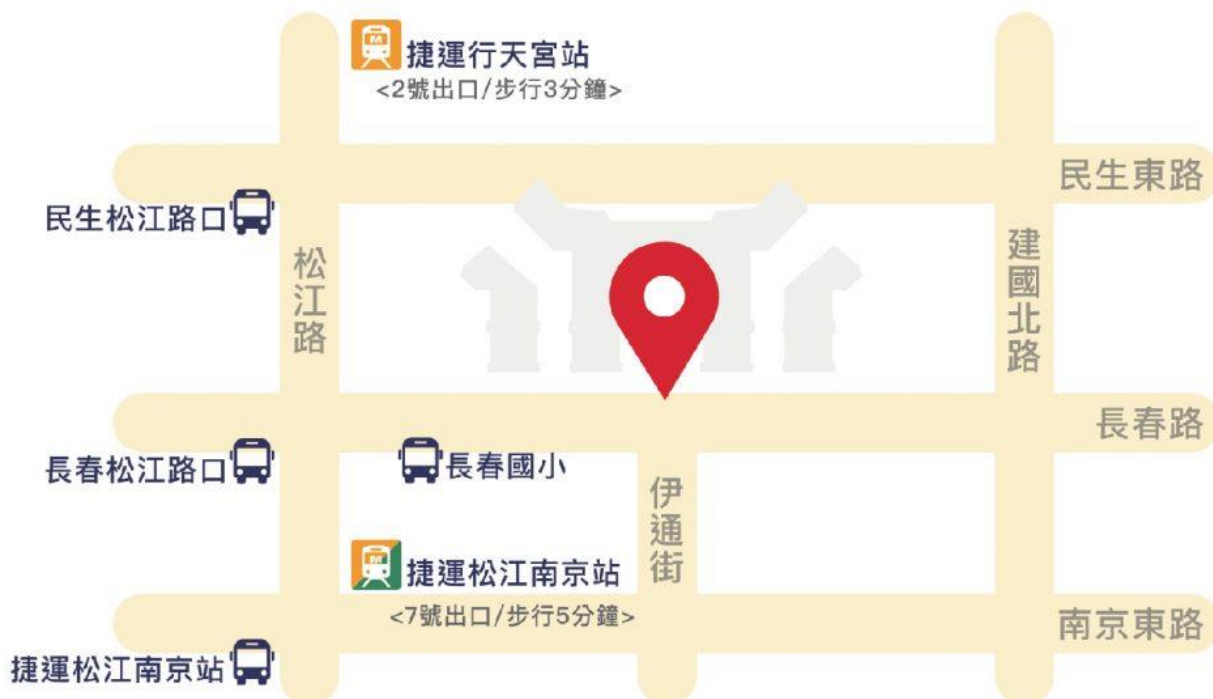 捷運行天宮站
<2號出口/步行3分鐘>
民生東路
民生松江路口
松江路
建國北路
長春路
長春松江路口
長春國小
伊通街
捷運松江南京站
<7號出口/步行5分鐘>
南京東路
捷運松江南京站